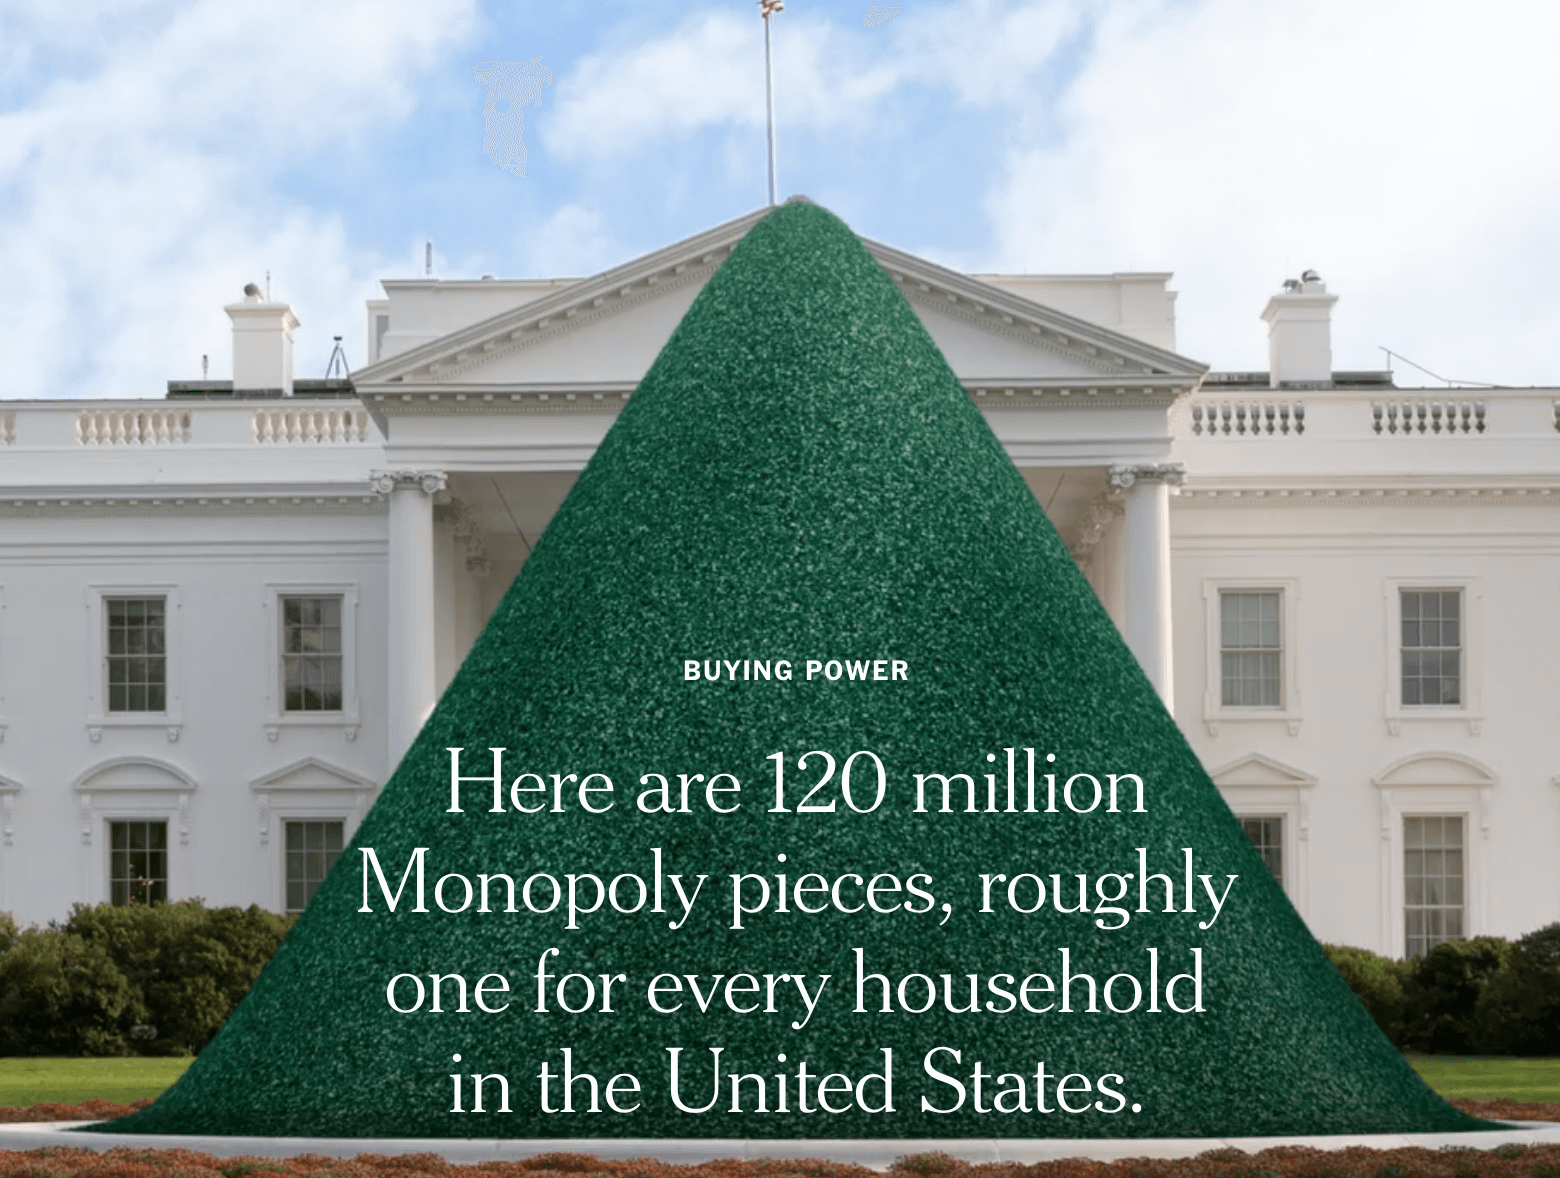 BUYING POWER
Here are 120 million
Monopoly pieces, roughly
one for every household
in the United States.